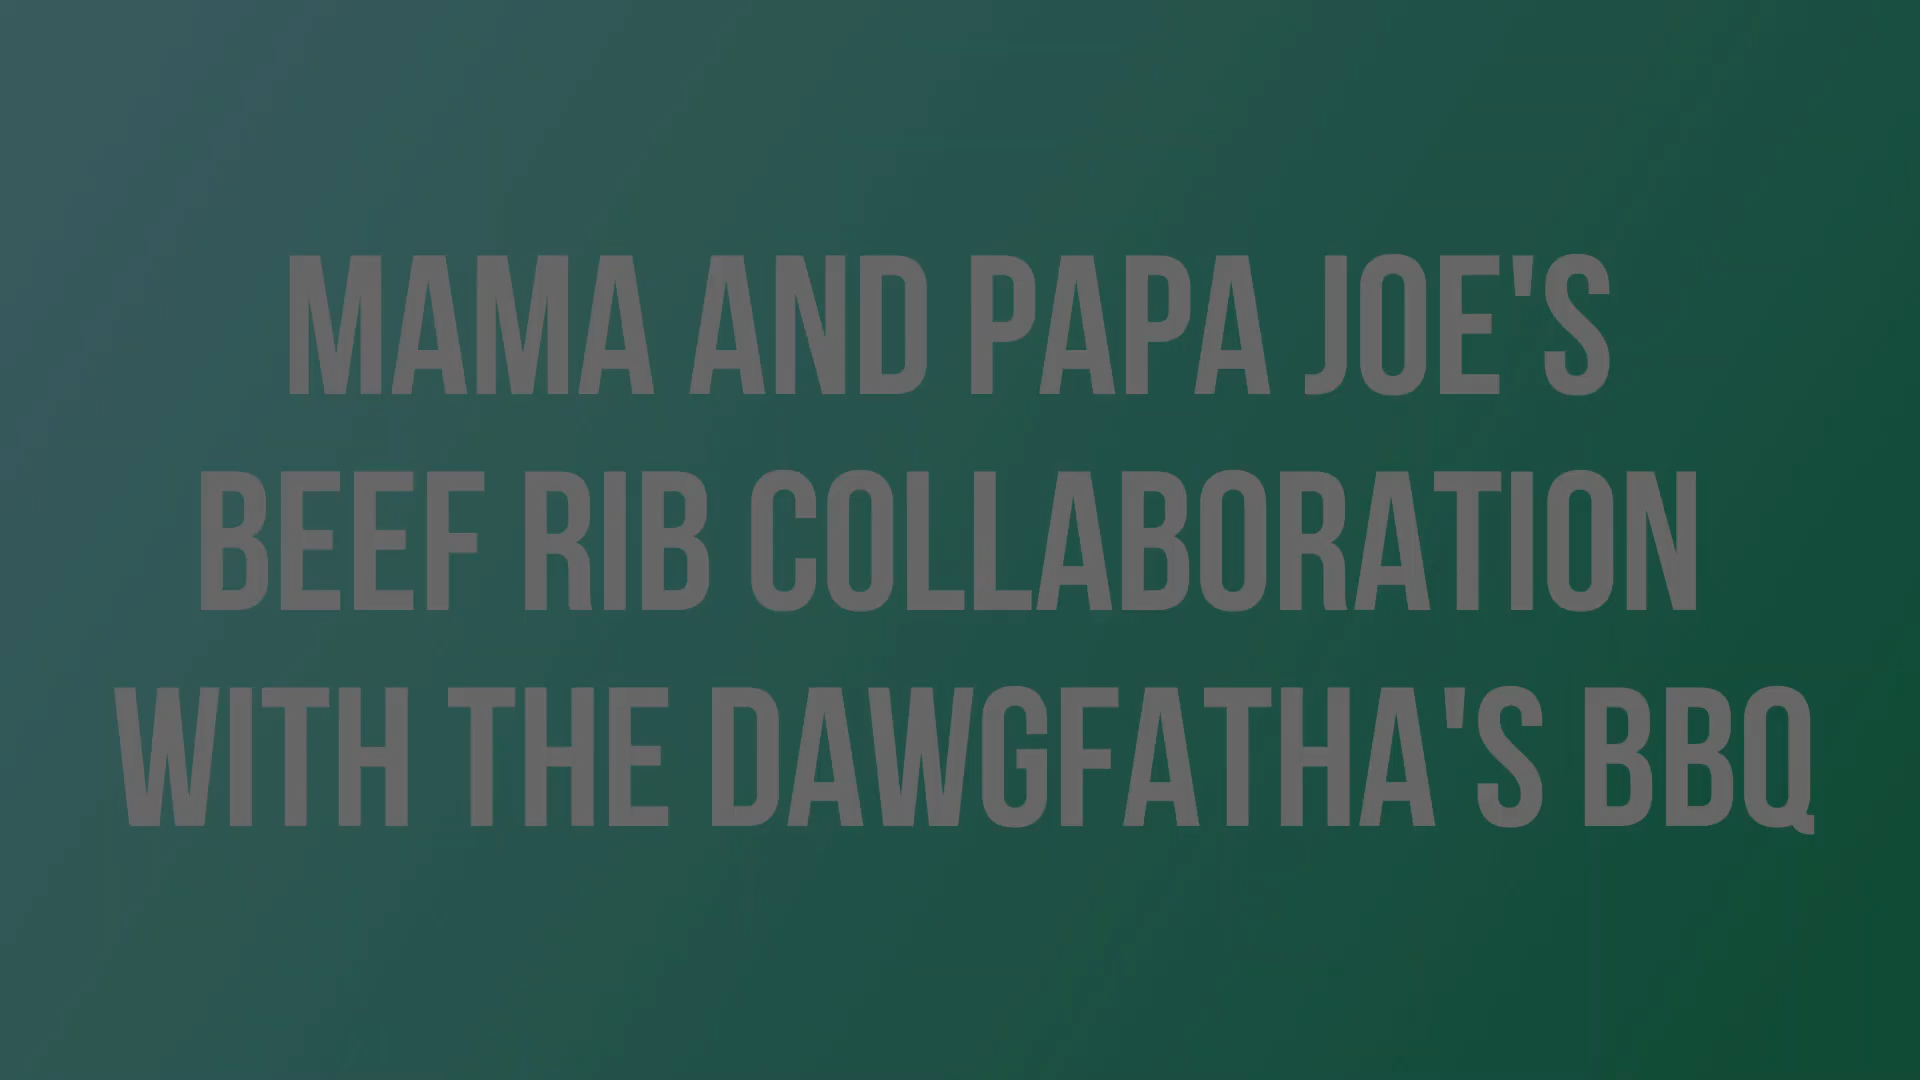 MAMA AND PAPA JOE'S
BEEF RIB COLLABORATION
WITH THE DAWGFATHA'S BBQ